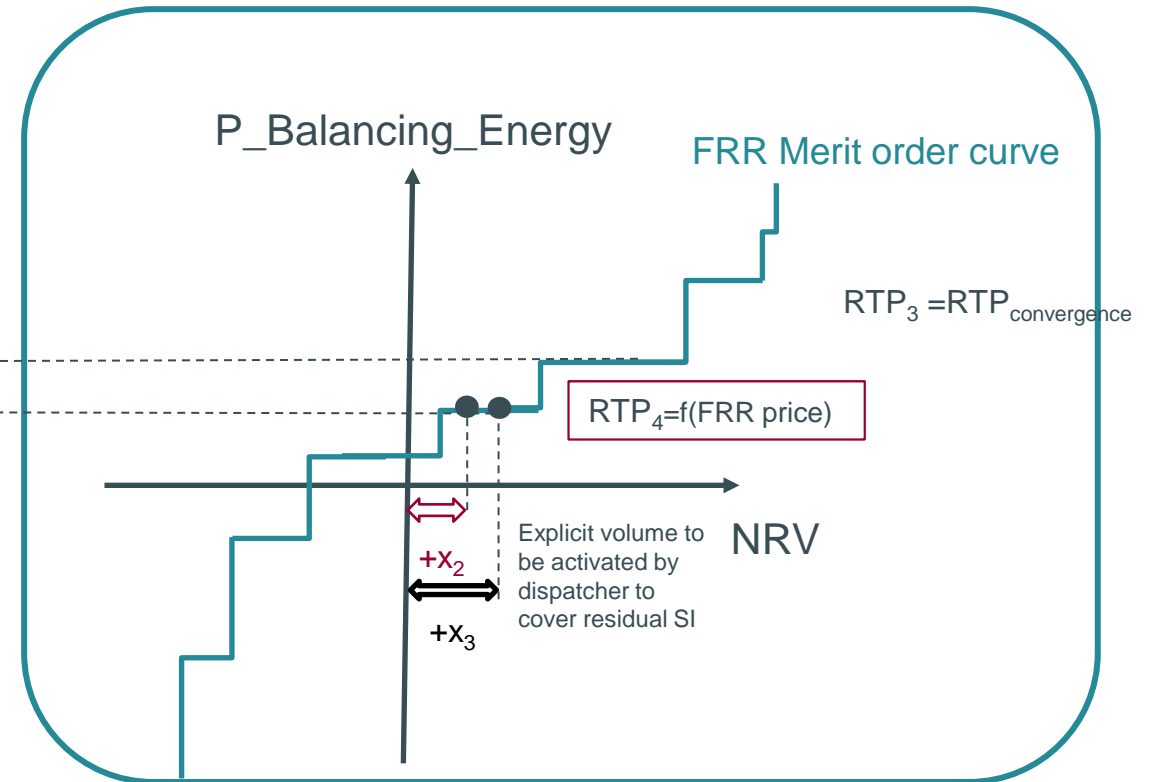 P_Balancing_Energy
FRR Merit order curve
RTP3 =RTPconvergence
RTP4=f(FRR price)
Explicit volume to
be activated by
dispatcher to
cover residual SI
NRV
+x2
+x3